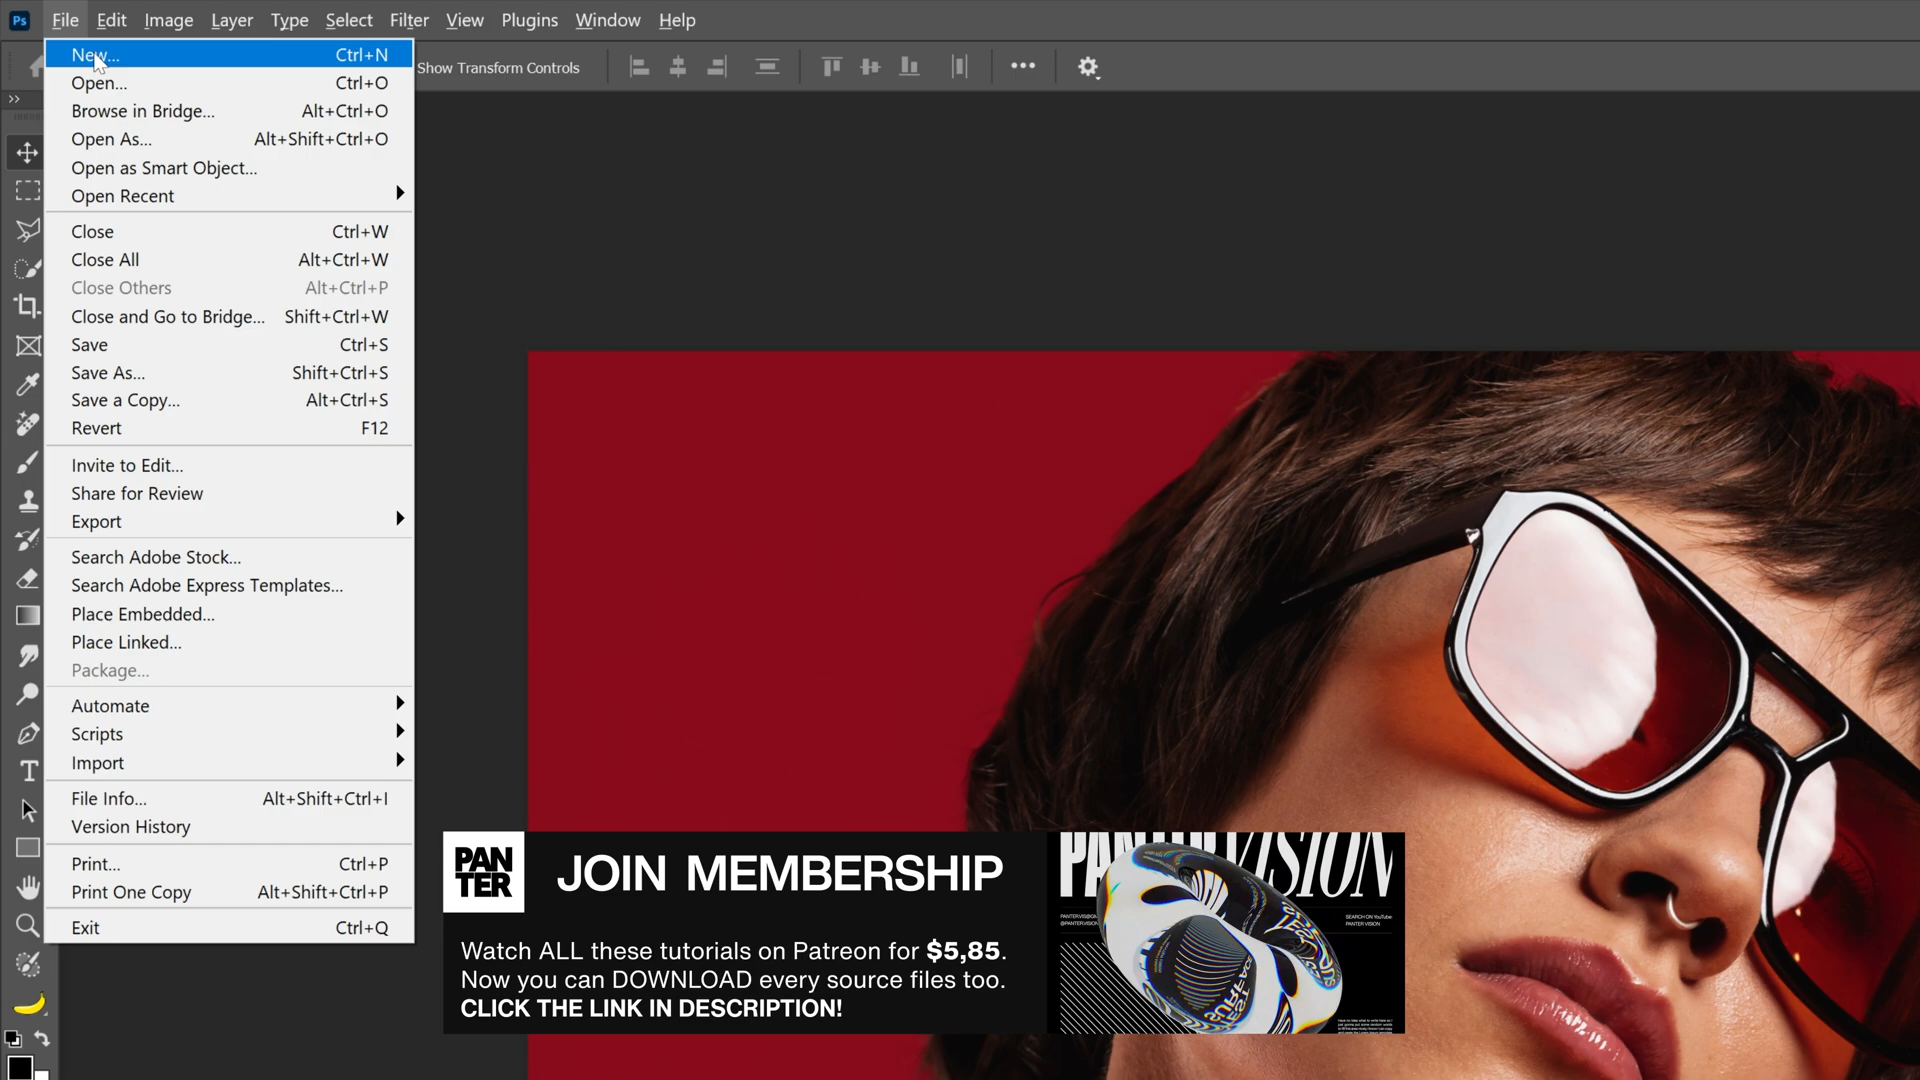 Ps File Edit Image Layer Type Select Filter View Plugins Window Help
Show Transform Controls
New... Ctrl+N
Open... Ctrl+O
Browse in Bridge... Alt+Ctrl+O
Open As... Alt+Shift+Ctrl+O
Open as Smart Object...
Open Recent
Close Ctrl+W
Close All Alt+Ctrl+W
Close Others Alt+Ctrl+P
Close and Go to Bridge... Shift+Ctrl+W
Save Ctrl+S
Save As... Shift+Ctrl+S
Save a Copy... Alt+Ctrl+S
Revert F12
Invite to Edit...
Share for Review
Export
Search Adobe Stock...
Search Adobe Express Templates...
Place Embedded...
Place Linked...
Package...
Automate
Scripts
Import
File Info... Alt+Shift+Ctrl+I
Version History
Print... Ctrl+P
Print One Copy Alt+Shift+Ctrl+P
Exit Ctrl+Q
PAN
TER
JOIN MEMBERSHIP
Watch ALL these tutorials on Patreon for $5,85.
Now you can DOWNLOAD every source files too.
CLICK THE LINK IN DESCRIPTION!
PANTERVISION
SEARCH ON YouTube:
PANTER VISION